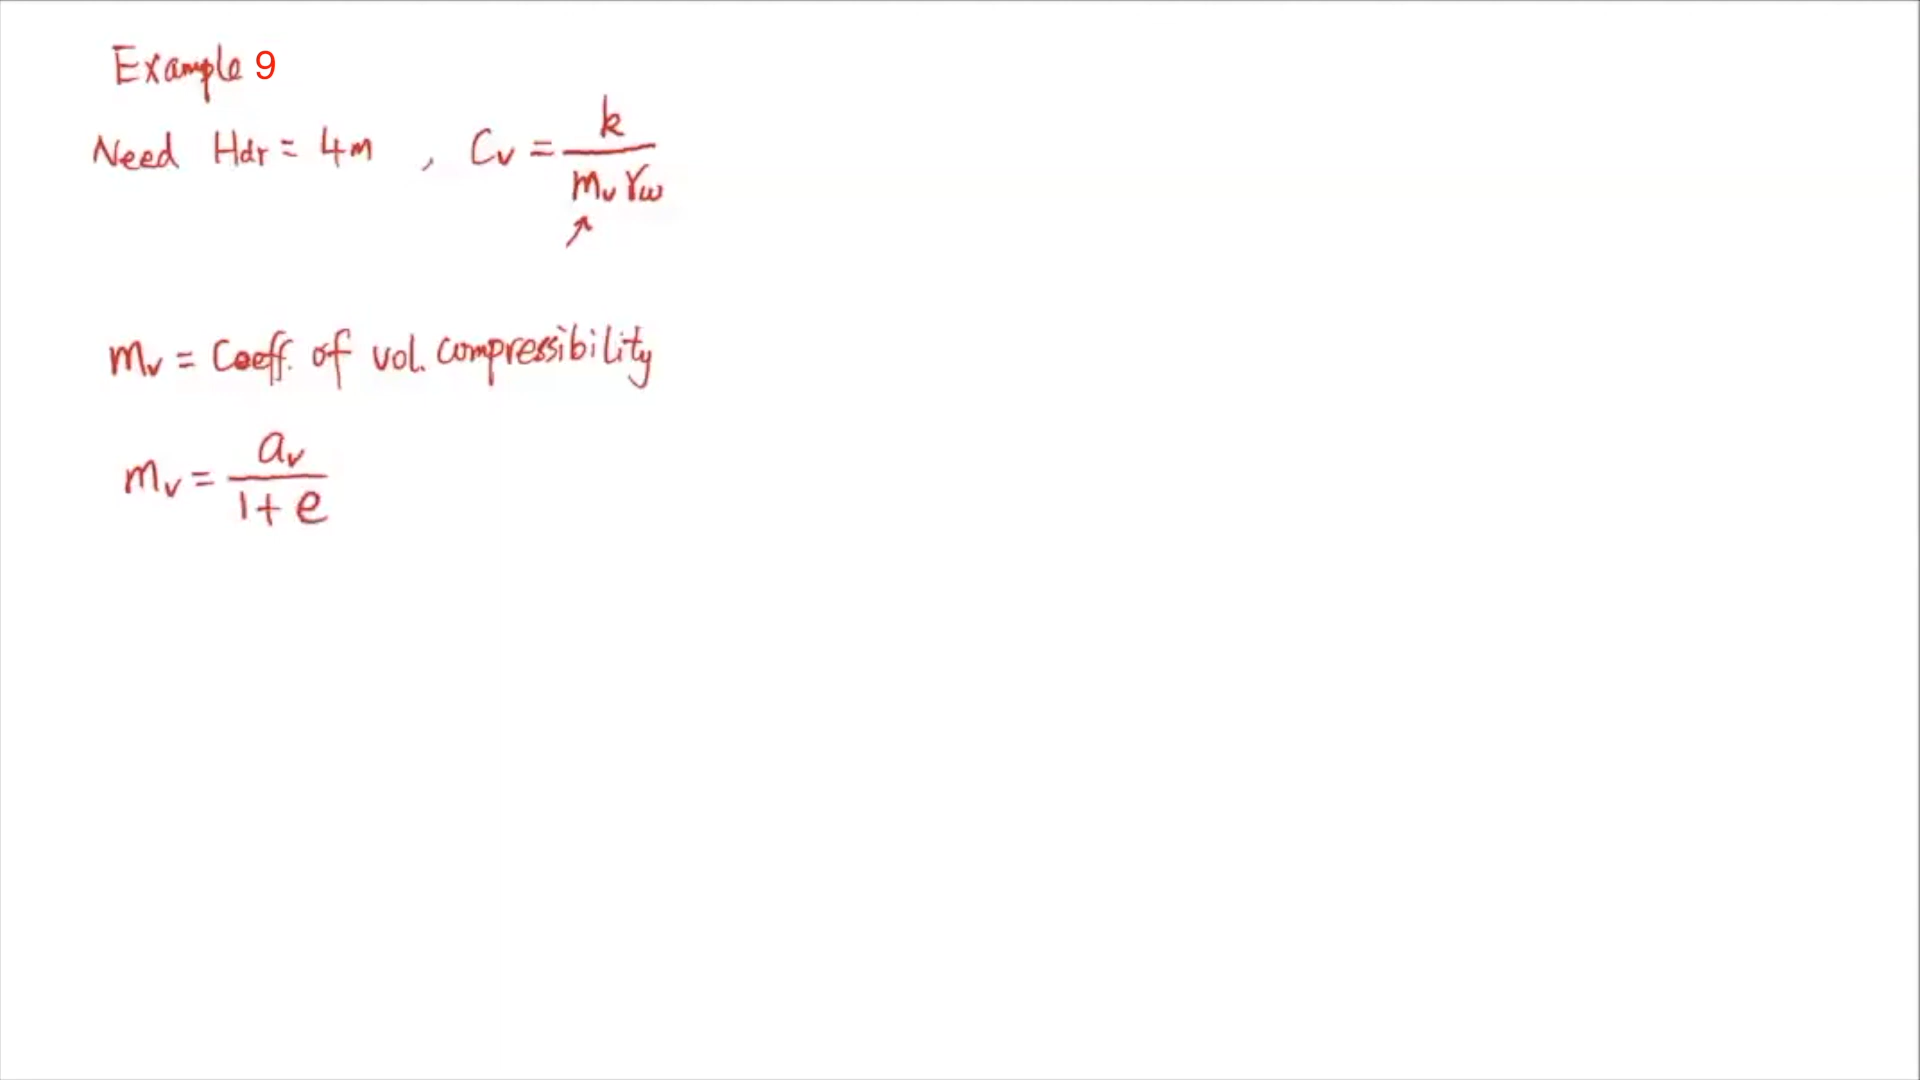 Example 9
Need Hdr = 4m , Cv = k / mv γw
mv = Coeff. of vol. compressibility
mv = av / 1 + e